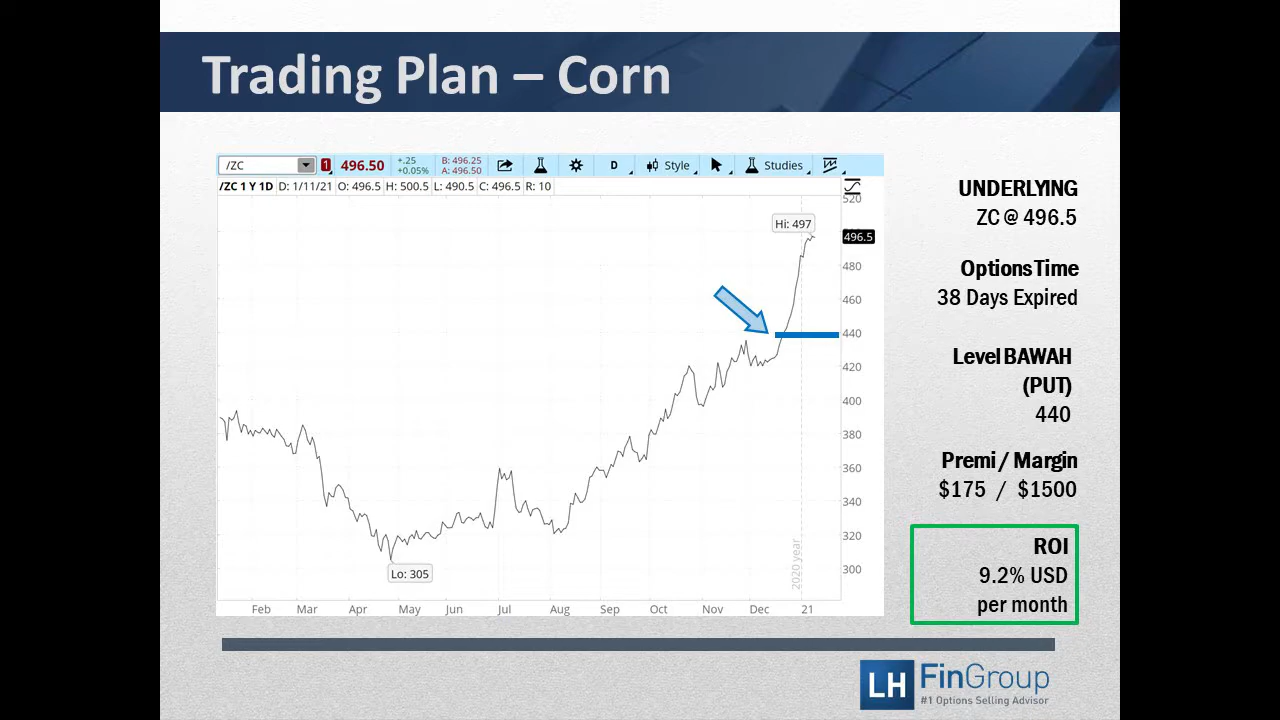 Trading Plan – Corn
/ZC 1 496.50 +.25 +0.05% B: 496.25 A: 496.50 D Style Studies
/ZC 1 Y 1D D: 1/11/21 O: 496.5 H: 500.5 L: 490.5 C: 496.5 R: 10
520
Hi: 497
496.5
480
460
440
420
400
380
360
340
320
300
Lo: 305
2020 year
Feb Mar Apr May Jun Jul Aug Sep Oct Nov Dec 21
UNDERLYING
ZC @ 496.5
Options Time
38 Days Expired
Level BAWAH
(PUT)
440
Premi / Margin
$175 / $1500
ROI
9.2% USD
per month
LH FinGroup
#1 Options Selling Advisor